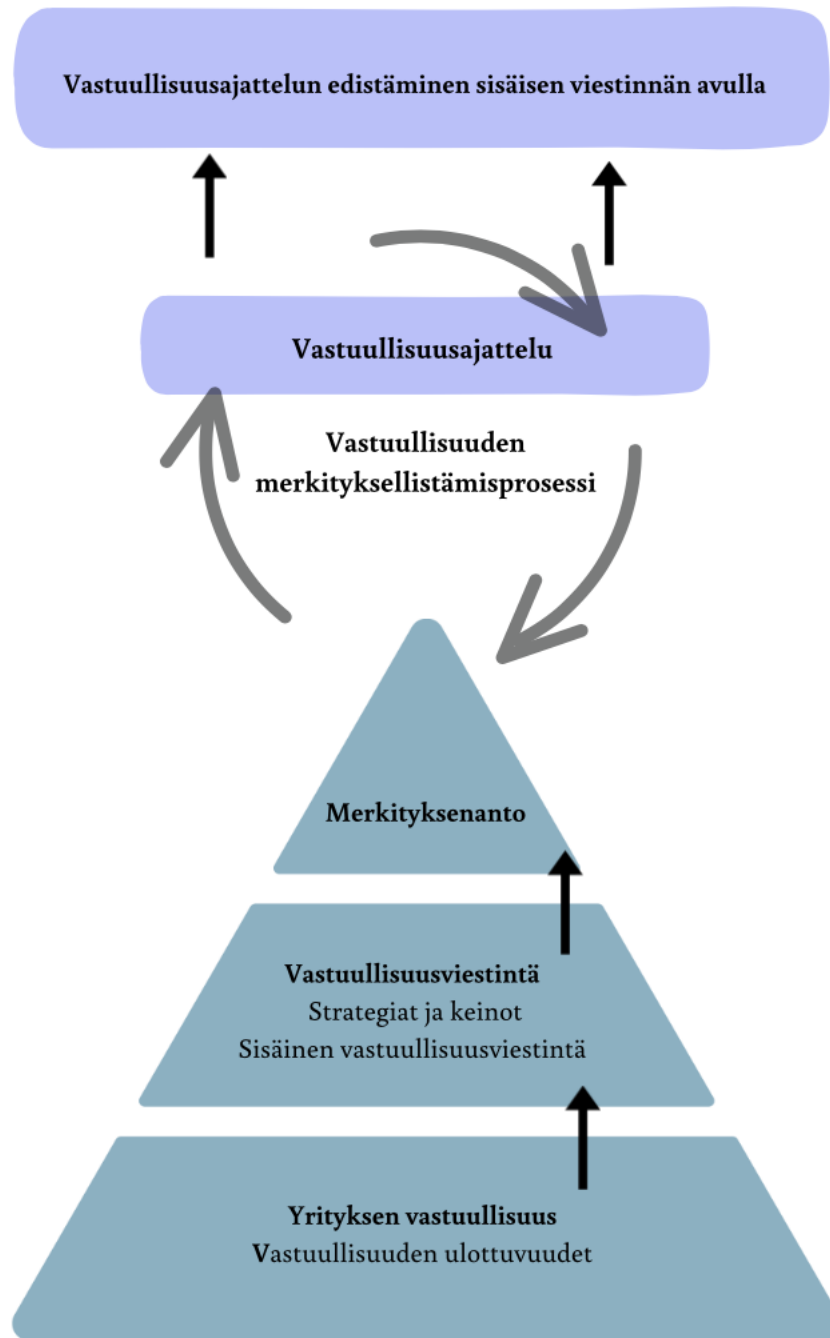 Vastuullisuusajattelun edistäminen sisäisen viestinnän avulla
Vastuullisuusajattelu
Vastuullisuuden
merkityksellistämisprosessi
Merkityksenanto
Vastuullisuusviestintä
Strategiat ja keinot
Sisäinen vastuullisuusviestintä
Yrityksen vastuullisuus
Vastuullisuuden ulottuvuudet